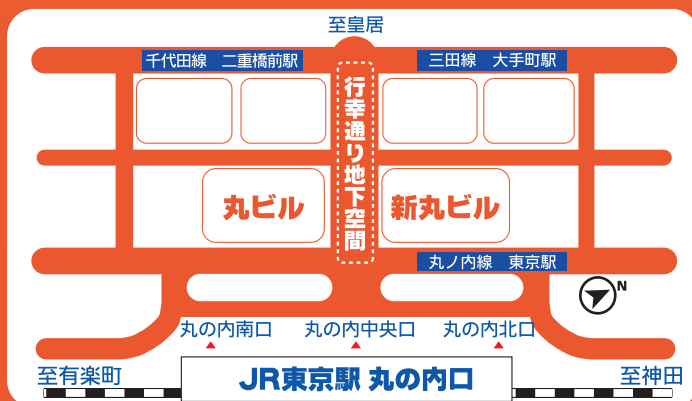 至皇居
千代田線 二重橋前駅
三田線 大手町駅
行幸通り地下空間
丸ビル
新丸ビル
丸ノ内線 東京駅
N
丸の内南口
丸の内中央口
丸の内北口
至有楽町
JR東京駅 丸の内口
至神田